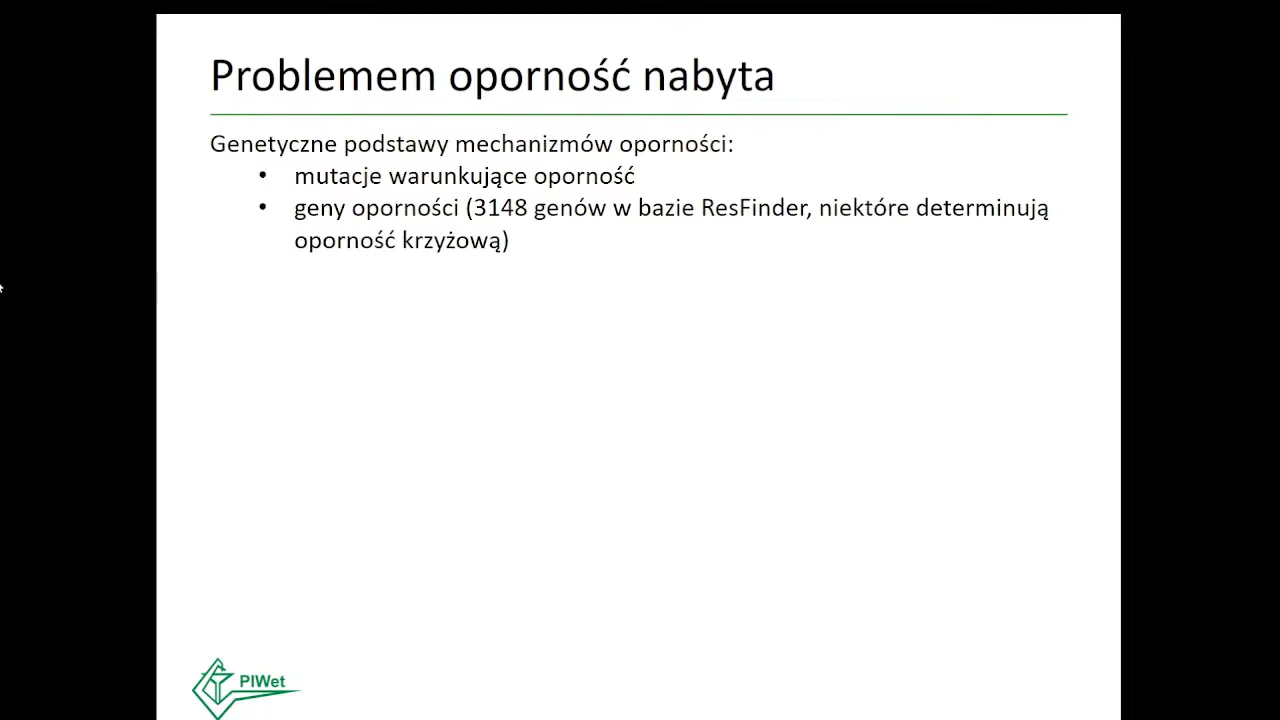 Problemem oporność nabyta
Genetyczne podstawy mechanizmów oporności:
• mutacje warunkujące oporność
• geny oporności (3148 genów w bazie ResFinder, niektóre determinują
oporność krzyżową)
PIWet